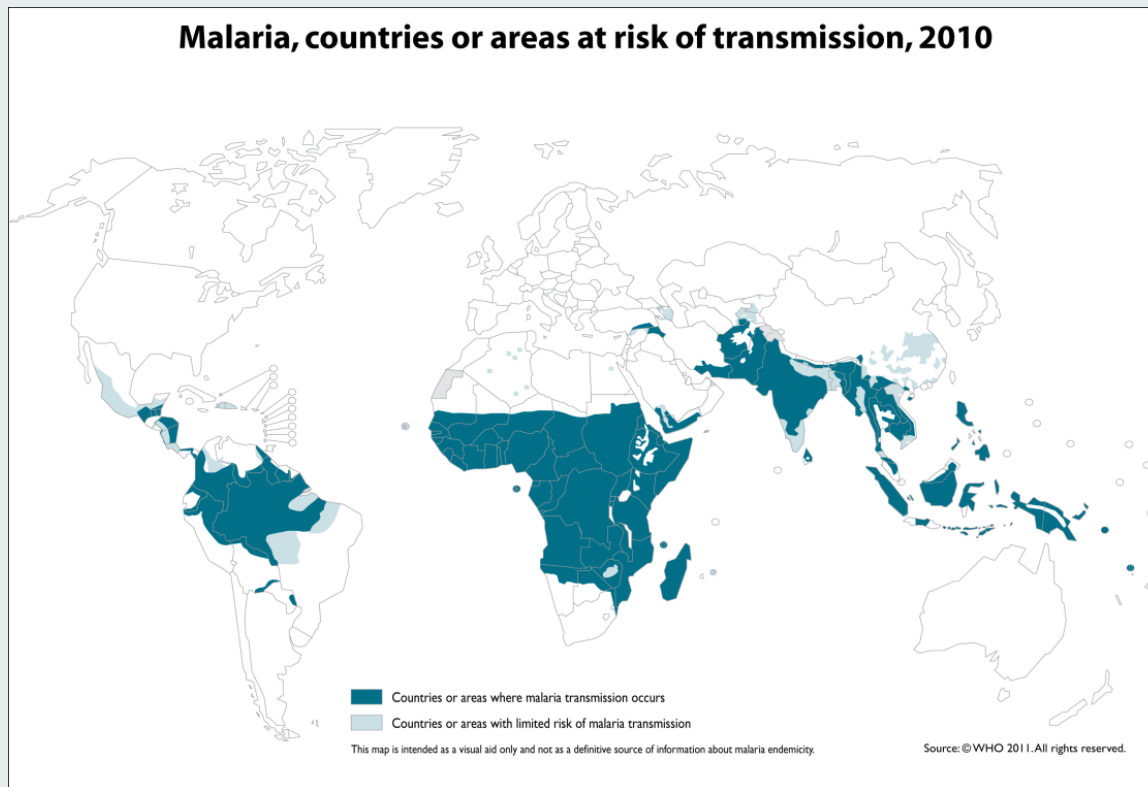 Malaria, countries or areas at risk of transmission, 2010
Countries or areas where malaria transmission occurs
Countries or areas with limited risk of malaria transmission
This map is intended as a visual aid only and not as a definitive source of information about malaria endemicity.
Source: © WHO 2011. All rights reserved.